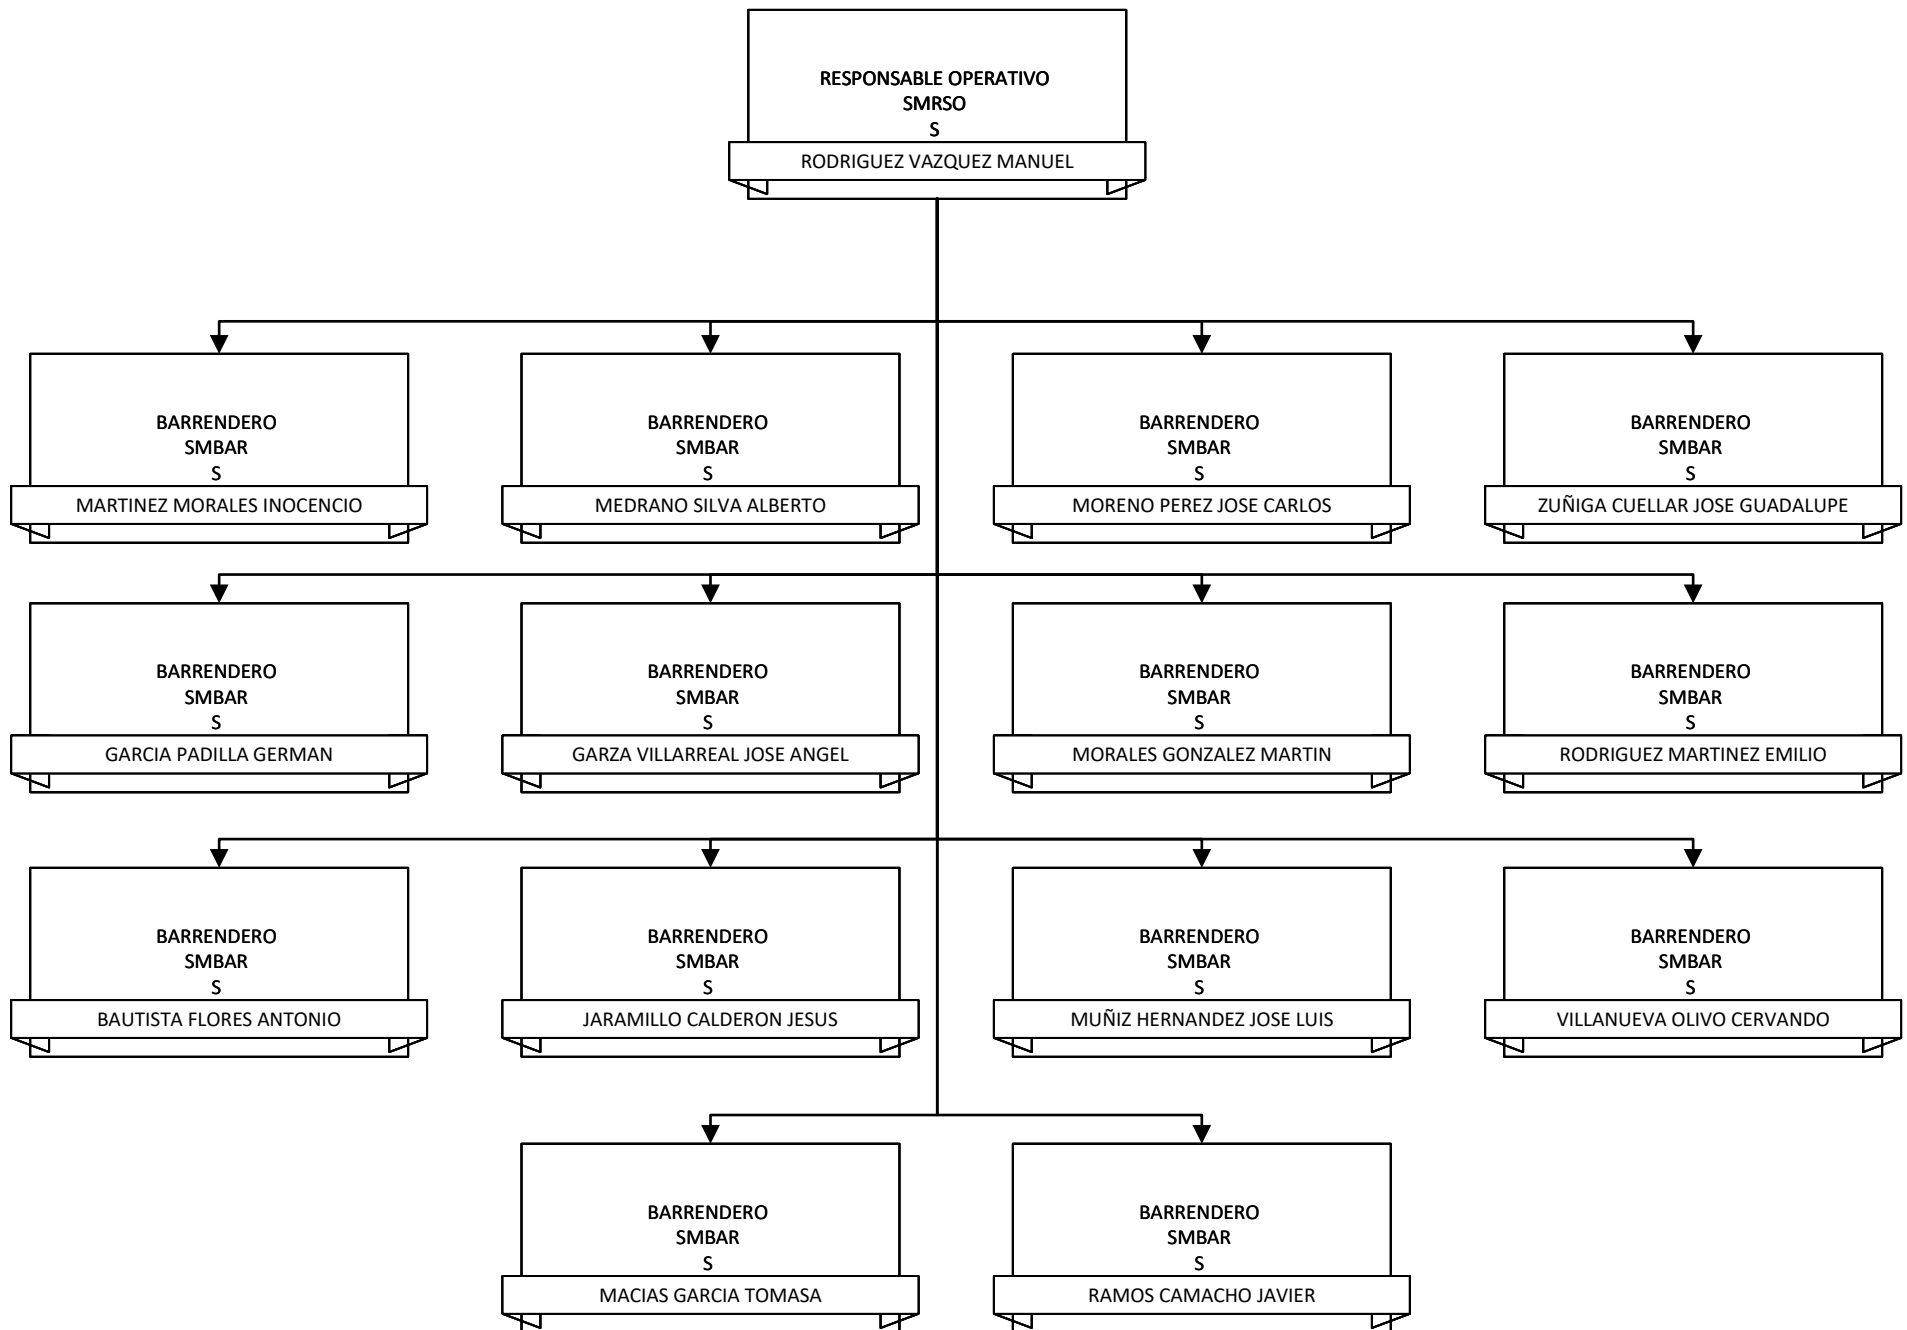 RESPONSABLE OPERATIVO
SMRSO
S
RODRIGUEZ VAZQUEZ MANUEL
BARRENDERO
SMBAR
S
MARTINEZ MORALES INOCENCIO
BARRENDERO
SMBAR
S
MEDRANO SILVA ALBERTO
BARRENDERO
SMBAR
S
MORENO PEREZ JOSE CARLOS
BARRENDERO
SMBAR
S
ZUÑIGA CUELLAR JOSE GUADALUPE
BARRENDERO
SMBAR
S
GARCIA PADILLA GERMAN
BARRENDERO
SMBAR
S
GARZA VILLARREAL JOSE ANGEL
BARRENDERO
SMBAR
S
MORALES GONZALEZ MARTIN
BARRENDERO
SMBAR
S
RODRIGUEZ MARTINEZ EMILIO
BARRENDERO
SMBAR
S
BAUTISTA FLORES ANTONIO
BARRENDERO
SMBAR
S
JARAMILLO CALDERON JESUS
BARRENDERO
SMBAR
S
MUÑIZ HERNANDEZ JOSE LUIS
BARRENDERO
SMBAR
S
VILLANUEVA OLIVO CERVANDO
BARRENDERO
SMBAR
S
MACIAS GARCIA TOMASA
BARRENDERO
SMBAR
S
RAMOS CAMACHO JAVIER